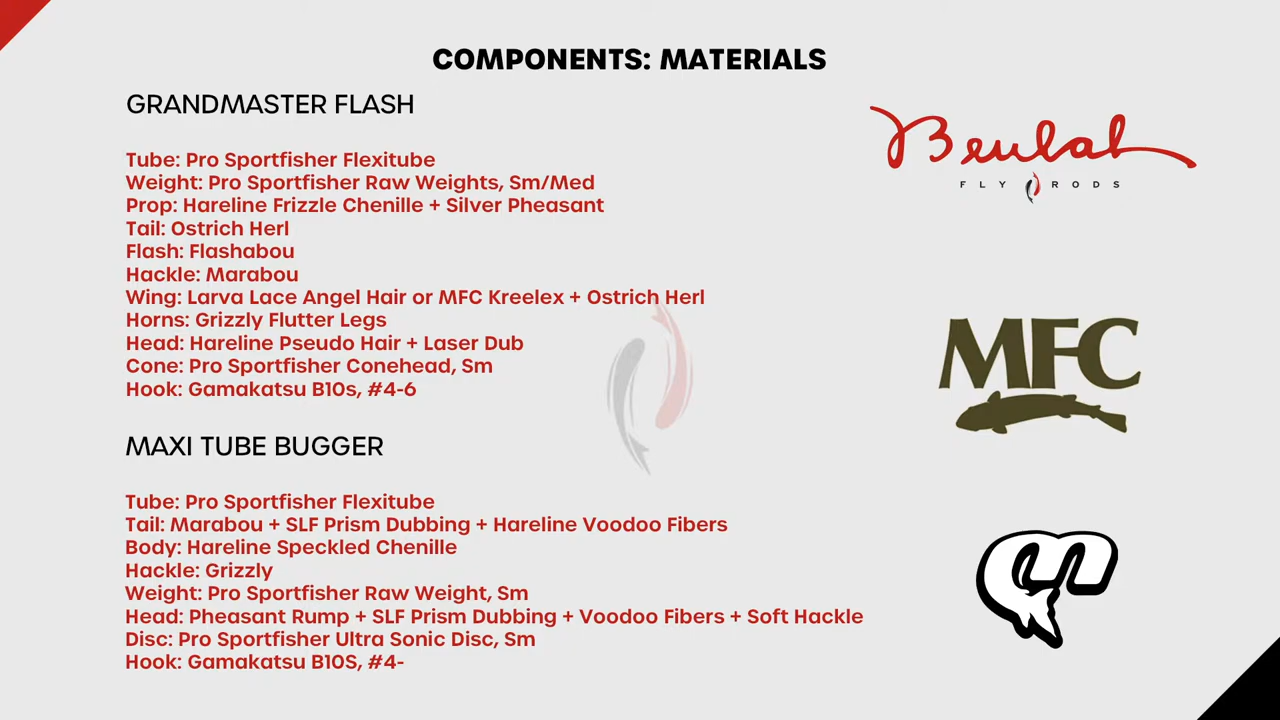 COMPONENTS: MATERIALS
GRANDMASTER FLASH
Tube: Pro Sportfisher Flexitube
Weight: Pro Sportfisher Raw Weights, Sm/Med
Prop: Hareline Frizzle Chenille + Silver Pheasant
Tail: Ostrich Herl
Flash: Flashabou
Hackle: Marabou
Wing: Larva Lace Angel Hair or MFC Kreelex + Ostrich Herl
Horns: Grizzly Flutter Legs
Head: Hareline Pseudo Hair + Laser Dub
Cone: Pro Sportfisher Conehead, Sm
Hook: Gamakatsu B10s, #4-6
MAXI TUBE BUGGER
Tube: Pro Sportfisher Flexitube
Tail: Marabou + SLF Prism Dubbing + Hareline Voodoo Fibers
Body: Hareline Speckled Chenille
Hackle: Grizzly
Weight: Pro Sportfisher Raw Weight, Sm
Head: Pheasant Rump + SLF Prism Dubbing + Voodoo Fibers + Soft Hackle
Disc: Pro Sportfisher Ultra Sonic Disc, Sm
Hook: Gamakatsu B10S, #4-
Beulah
FLY RODS
MFC